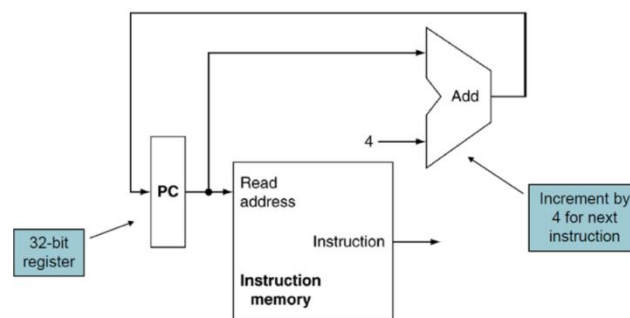 Add
4
PC
Read
address
Instruction
Instruction
memory
32-bit
register
Increment by
4 for next
instruction